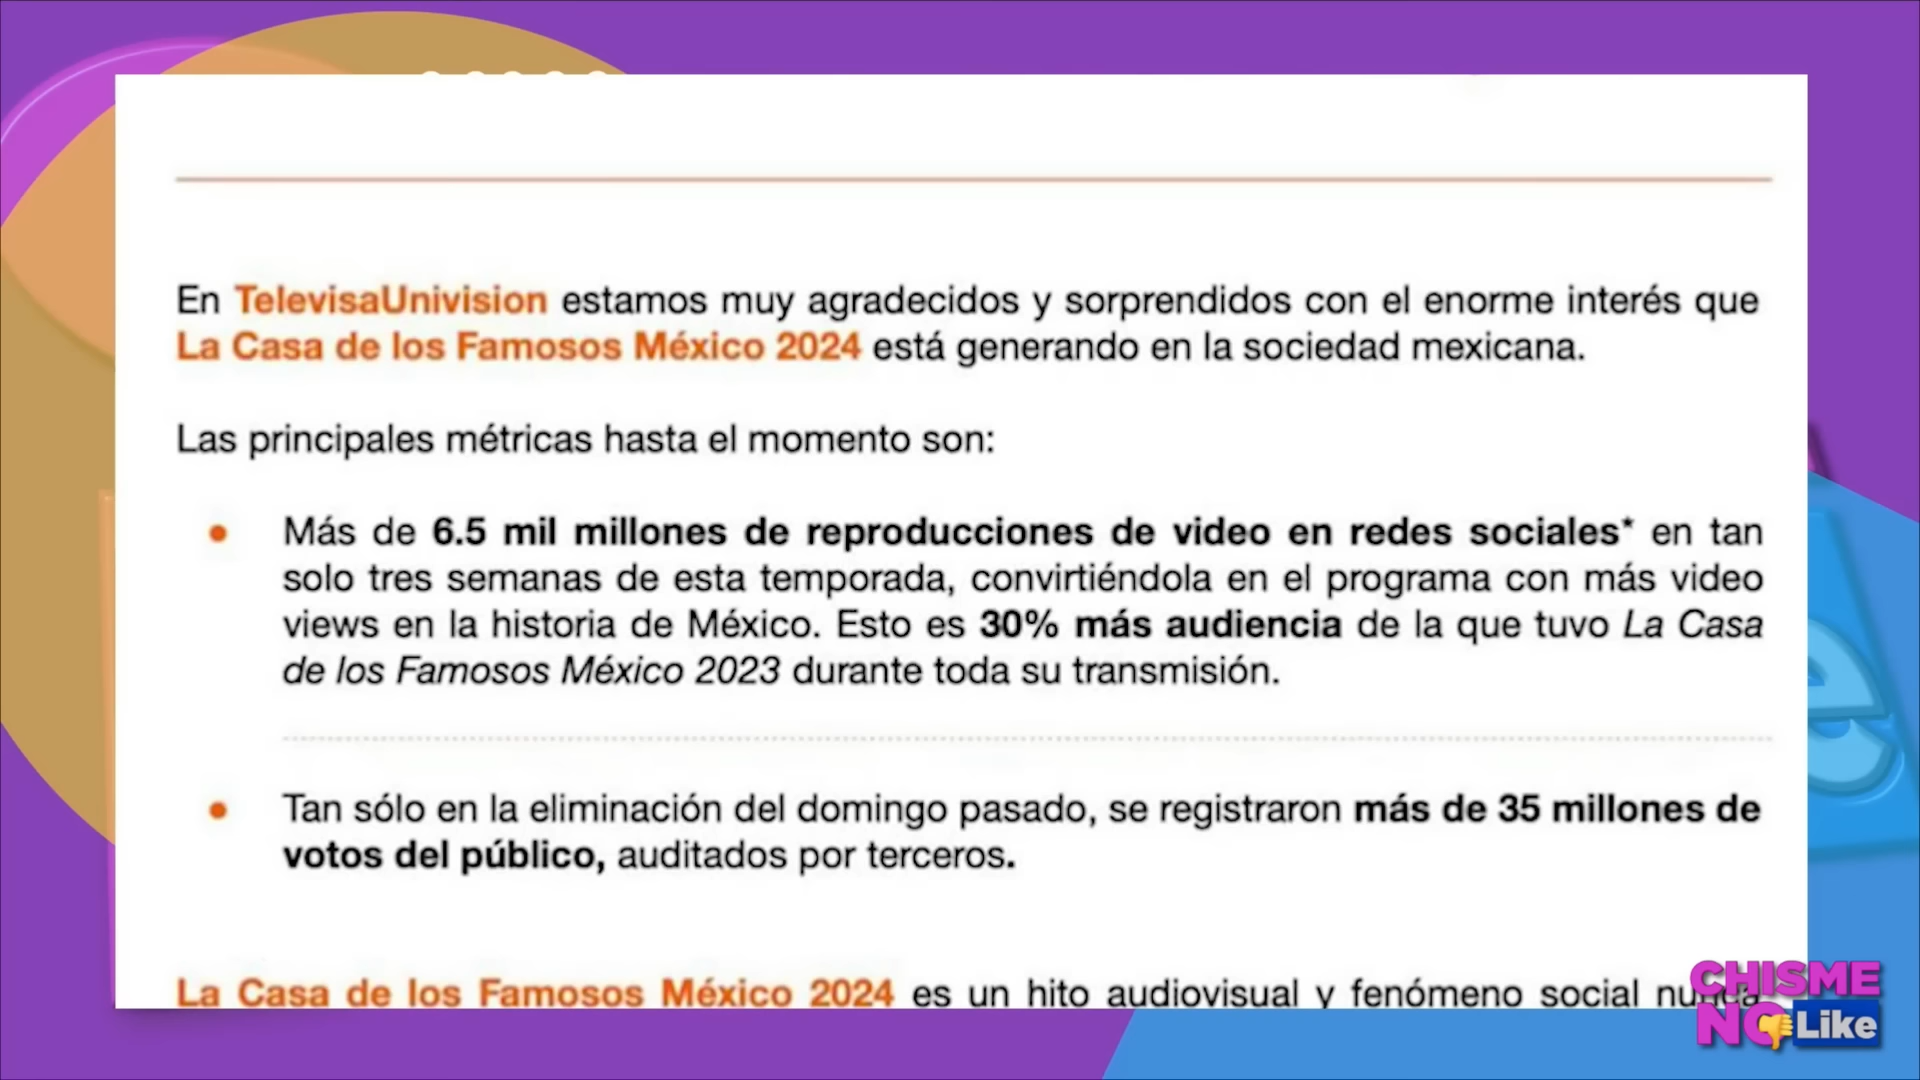 En TelevisaUnivision estamos muy agradecidos y sorprendidos con el enorme interés que
La Casa de los Famosos México 2024 está generando en la sociedad mexicana.
Las principales métricas hasta el momento son:
• Más de 6.5 mil millones de reproducciones de video en redes sociales* en tan
solo tres semanas de esta temporada, convirtiéndola en el programa con más video
views en la historia de México. Esto es 30% más audiencia de la que tuvo La Casa
de los Famosos México 2023 durante toda su transmisión.
• Tan sólo en la eliminación del domingo pasado, se registraron más de 35 millones de
votos del público, auditados por terceros.
La Casa de los Famosos México 2024 es un hito audiovisual y fenómeno social nunca
CHISME
NO Like